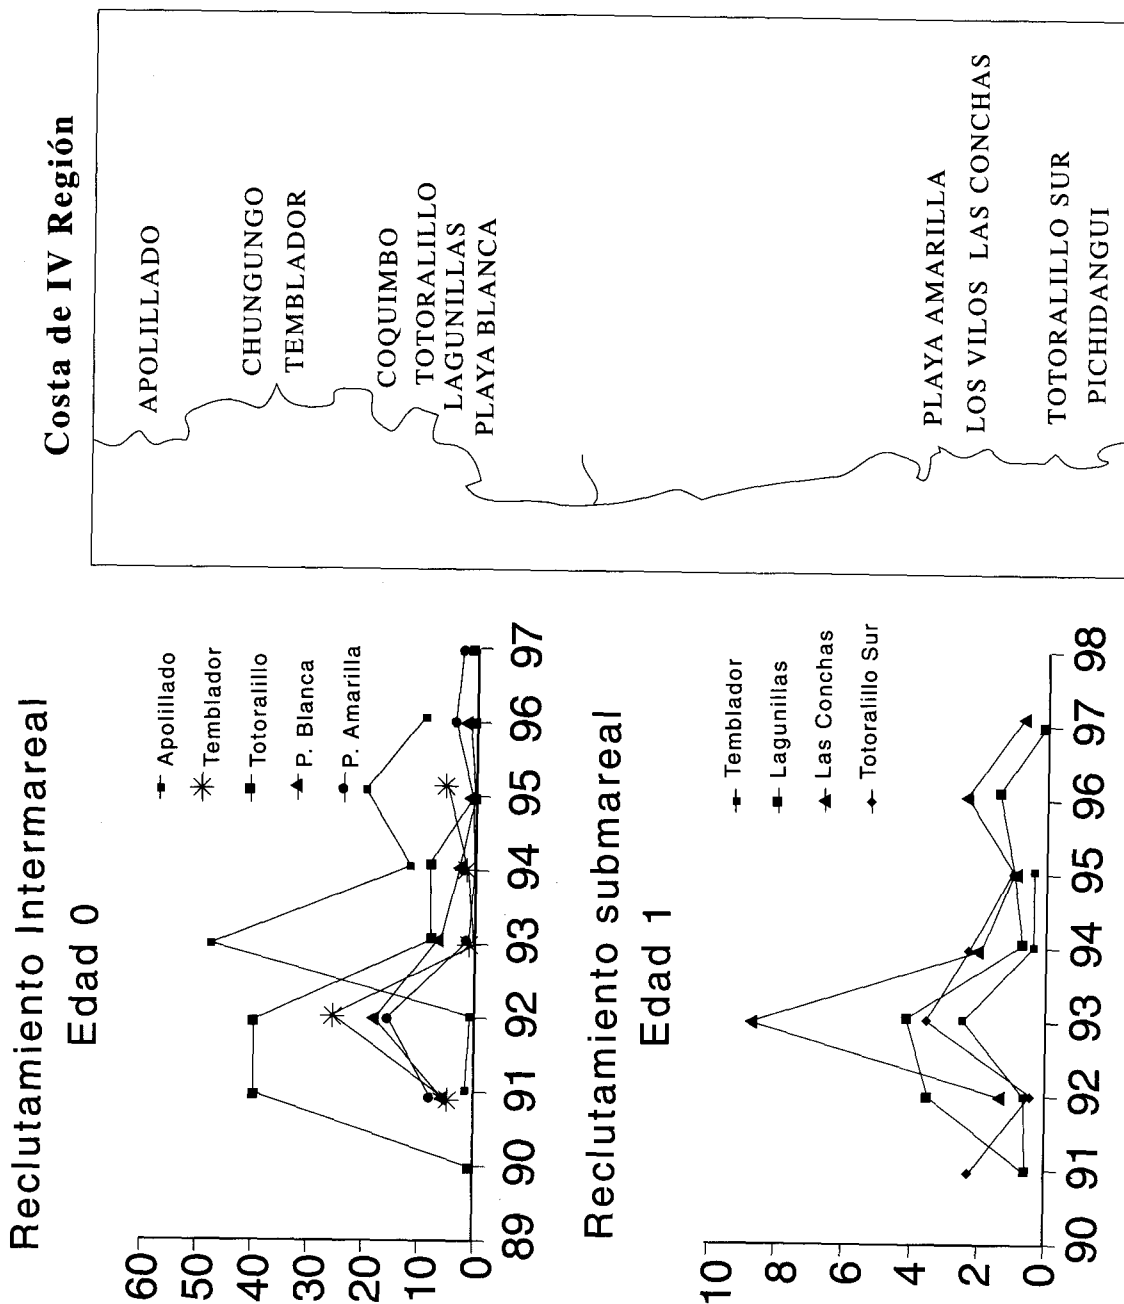 Reclutamiento Intermareal
Edad 0
60
50
40
30
20
10
0
89 90 91 92 93 94 95 96 97
Apolillado
Temblador
Totoralillo
P. Blanca
P. Amarilla
Reclutamiento submareal
Edad 1
10
8
6
4
2
0
90 91 92 93 94 95 96 97 98
Temblador
Lagunillas
Las Conchas
Totoralillo Sur
Costa de IV Región
APOLILLADO
CHUNGUNGO
TEMBLADOR
COQUIMBO
TOTORALILLO
LAGUNILLAS
PLAYA BLANCA
PLAYA AMARILLA
LOS VILOS LAS CONCHAS
TOTORALILLO SUR
PICHIDANGUI